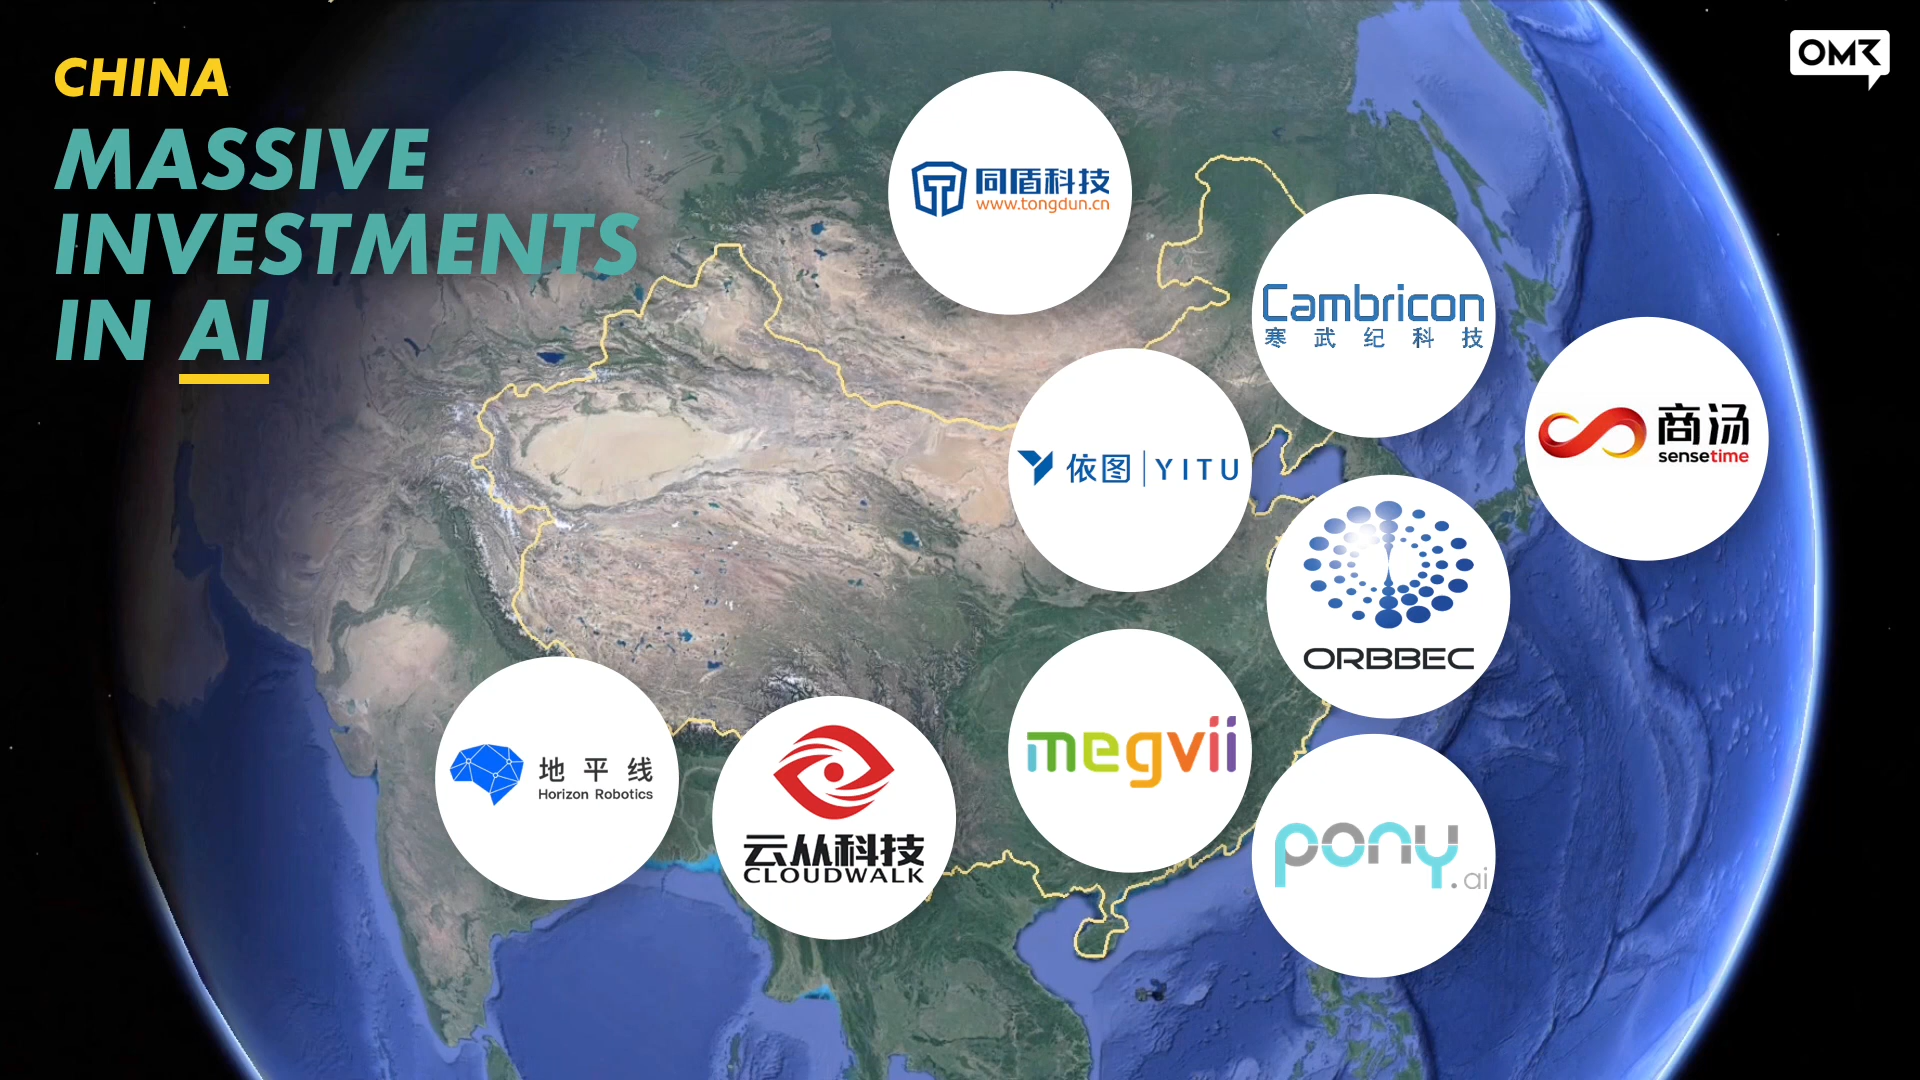 CHINA
MASSIVE
INVESTMENTS
IN AI
OMR
同盾科技
www.tongdun.cn
Cambricon
寒武纪科技
商汤
sensetime
依图 | YITU
ORBBEC
地平线
Horizon Robotics
云从科技
CLOUDWALK
megvii
pony.ai